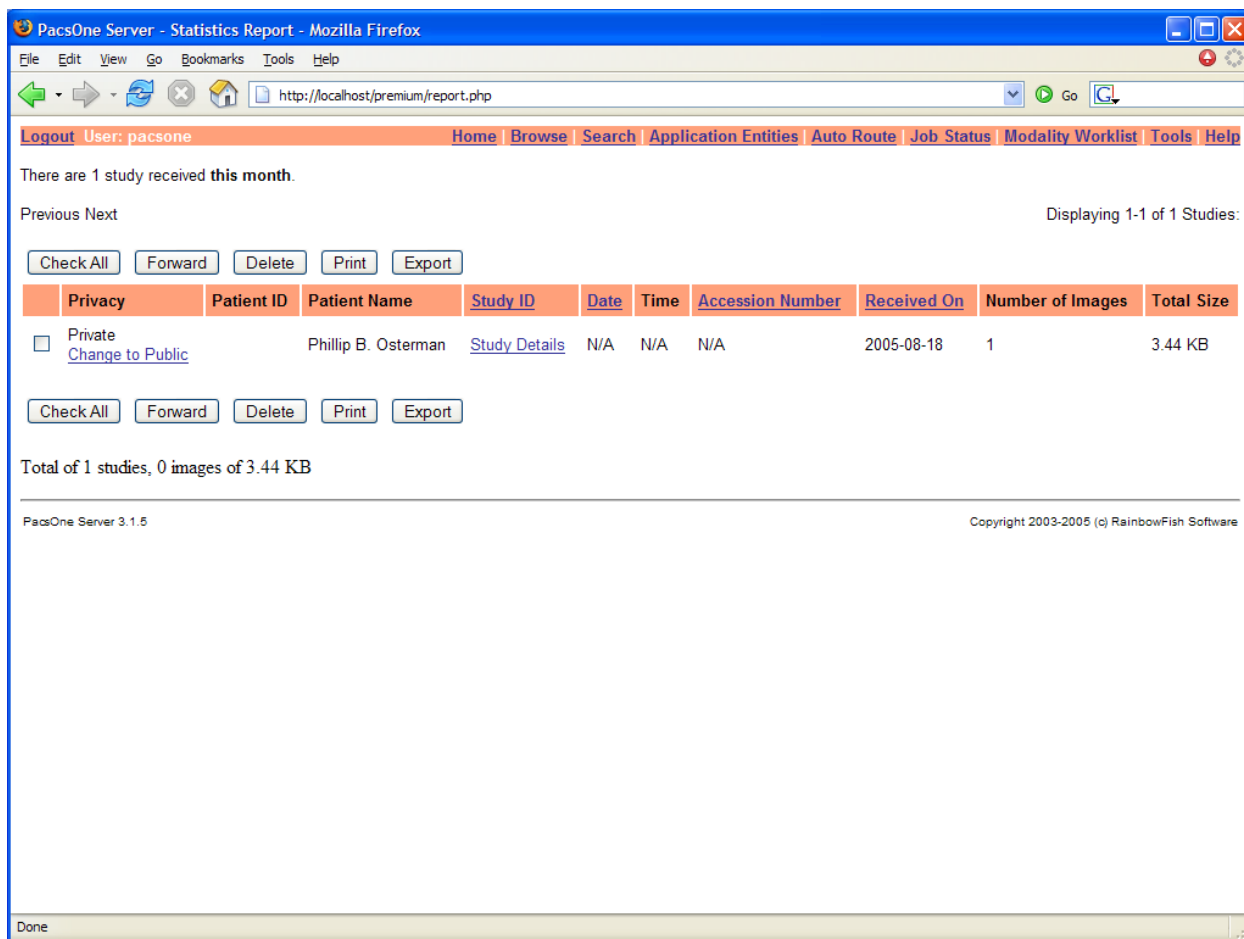 PacsOne Server - Statistics Report - Mozilla Firefox
File Edit View Go Bookmarks Tools Help
http://localhost/premium/report.php Go G
Logout User: pacsone Home | Browse | Search | Application Entities | Auto Route | Job Status | Modality Worklist | Tools | Help
There are 1 study received this month.
Previous Next Displaying 1-1 of 1 Studies:
Check All Forward Delete Print Export
Privacy Patient ID Patient Name Study ID Date Time Accession Number Received On Number of Images Total Size
Private
Change to Public Phillip B. Osterman Study Details N/A N/A N/A 2005-08-18 1 3.44 KB
Check All Forward Delete Print Export
Total of 1 studies, 0 images of 3.44 KB
PacsOne Server 3.1.5 Copyright 2003-2005 (c) RainbowFish Software
Done